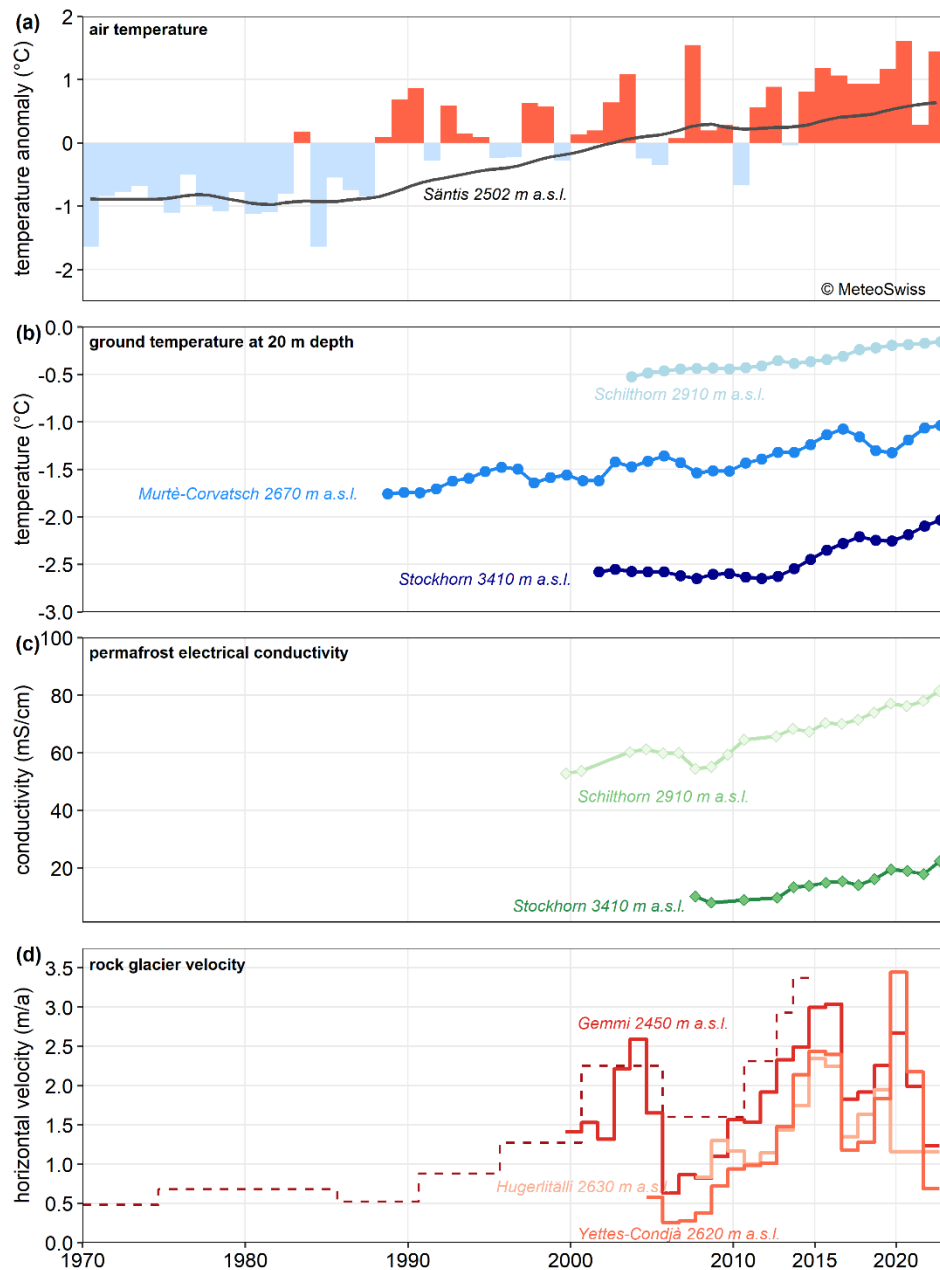 (a)
air temperature
temperature anomaly (°C)
2
1
0
-1
-2
Säntis 2502 m a.s.l.
© MeteoSwiss
(b)
ground temperature at 20 m depth
temperature (°C)
0.0
-0.5
-1.0
-1.5
-2.0
-2.5
-3.0
Schilthorn 2910 m a.s.l.
Murtèl-Corvatsch 2670 m a.s.l.
Stockhorn 3410 m a.s.l.
(c)
permafrost electrical conductivity
conductivity (mS/cm)
100
80
60
40
20
Schilthorn 2910 m a.s.l.
Stockhorn 3410 m a.s.l.
(d)
rock glacier velocity
horizontal velocity (m/a)
3.5
3.0
2.5
2.0
1.5
1.0
0.5
0.0
Gemmi 2450 m a.s.l.
Hugerlitälli 2630 m a.s.l.
Yettes-Condjà 2620 m a.s.l.
1970
1980
1990
2000
2005
2010
2015
2020